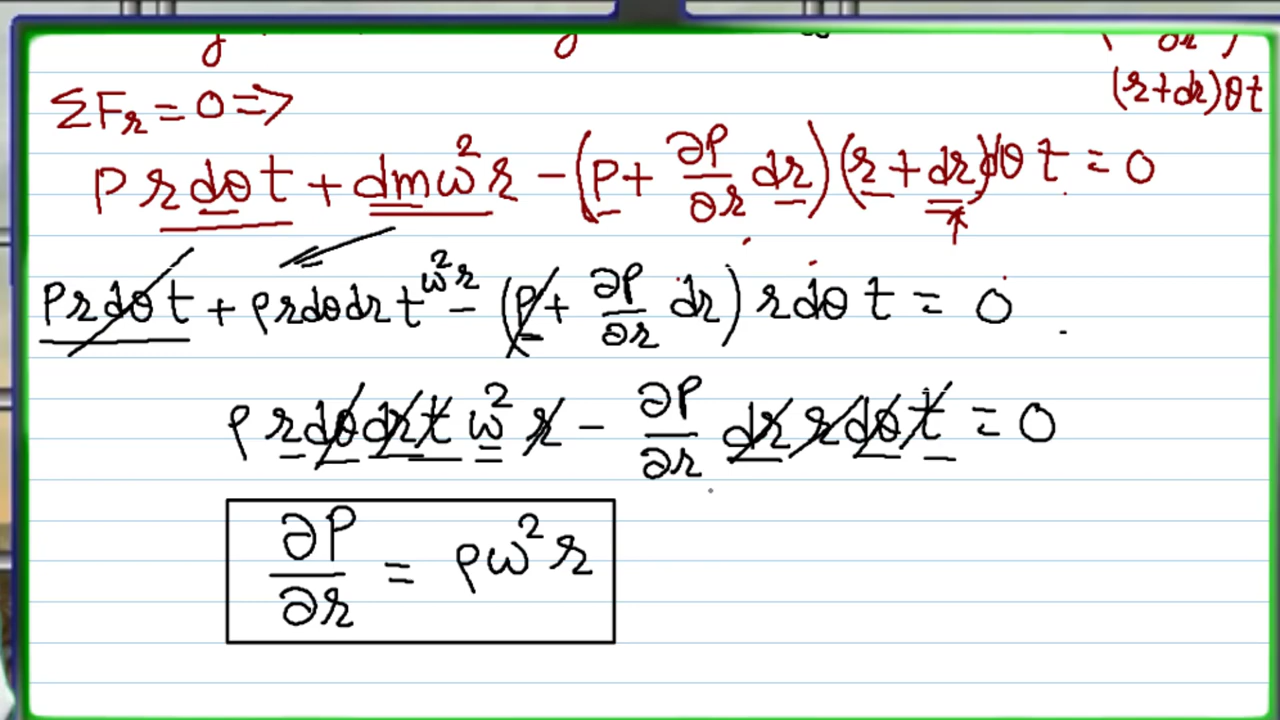 (r+dr)θt
ΣFr = 0 ⇒
P r dθ t + dm ω² r − (P + ∂P/∂r dr)(r + dr)dθ t = 0
P r dθ t + ρ r dθ dr t ω² r − (P + ∂P/∂r dr) r dθ t = 0
ρ r dθ dr t ω² r − ∂P/∂r dr r dθ t = 0
∂P/∂r = ρω² r